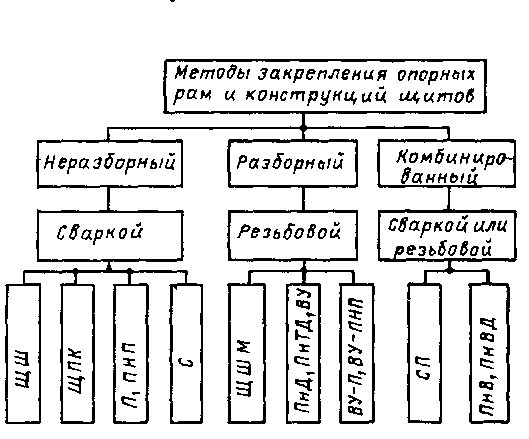 Методы закрепления опорных
рам и конструкций щитов
Неразборный
Разборный
Комбиниро-
ванный
Сваркой
Резьбовой
Сваркой или
резьбовой
ЩШ
ЩПК
П, ПНП
С
ЩШМ
ПнД, ПнТД, ВУ
ВУ-П, ВУ-ПНП
СП
ПнВ, ПнВД